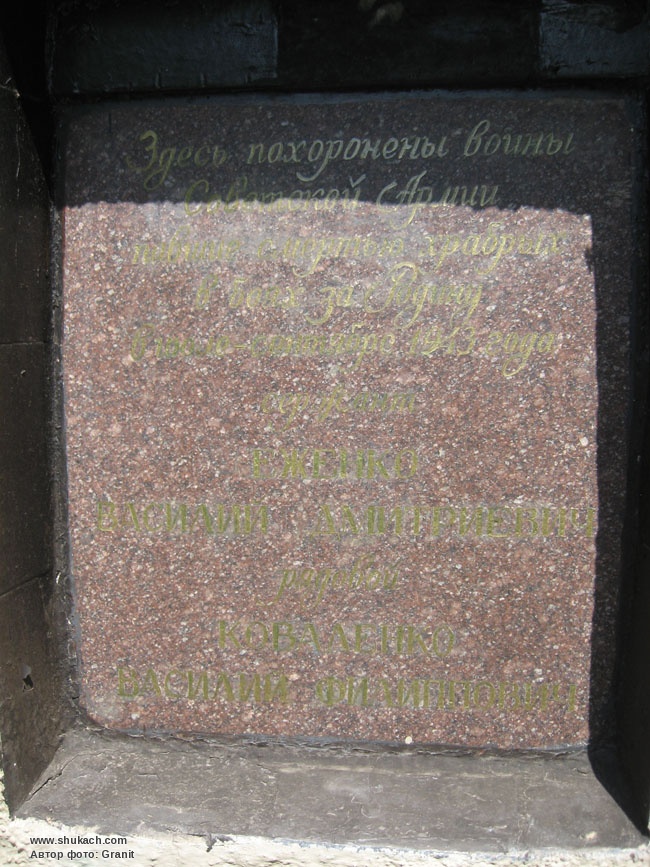 Здесь похоронены воины
Советской Армии
павшие смертью храбрых
в боях за Родину
в июле-сентябре 1943 года
сержант
ЕЖЕНКО
ВАСИЛИЙ ДМИТРИЕВИЧ
рядовой
КОВАЛЕНКО
ВАСИЛИЙ ФИЛИППОВИЧ
www.shukach.com
Автор фото: Granit